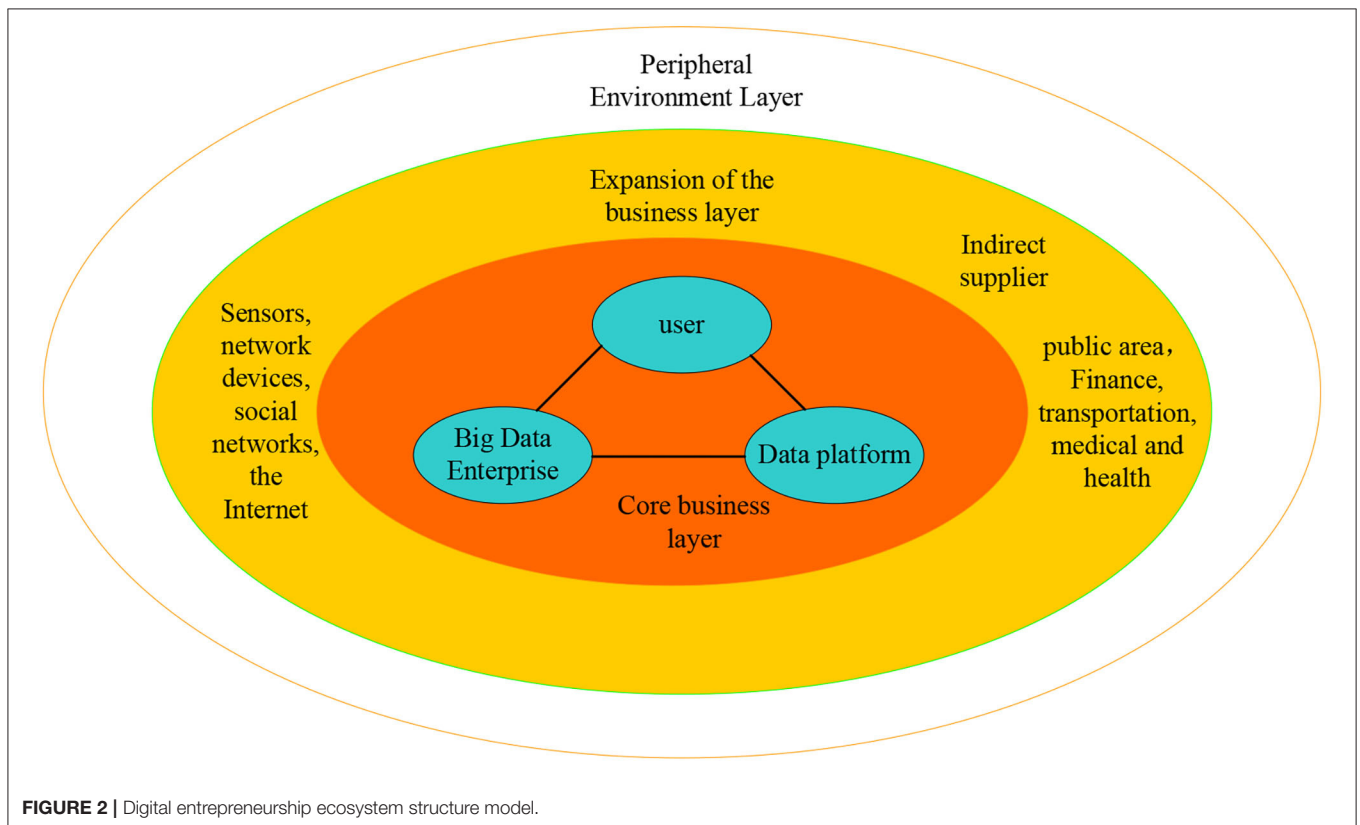 Peripheral
Environment Layer
Expansion of the
business layer
Indirect
supplier
Sensors,
network
devices,
social
networks,
the
Internet
user
public area，
Finance,
transportation,
medical and
health
Big Data
Enterprise
Data platform
Core business
layer
FIGURE 2 | Digital entrepreneurship ecosystem structure model.